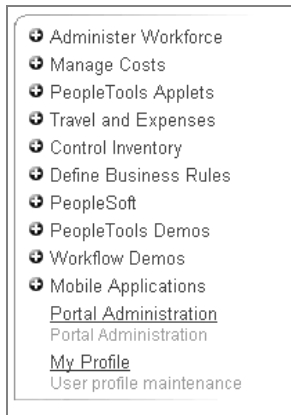 Administer Workforce
Manage Costs
PeopleTools Applets
Travel and Expenses
Control Inventory
Define Business Rules
PeopleSoft
PeopleTools Demos
Workflow Demos
Mobile Applications
Portal Administration
Portal Administration
My Profile
User profile maintenance